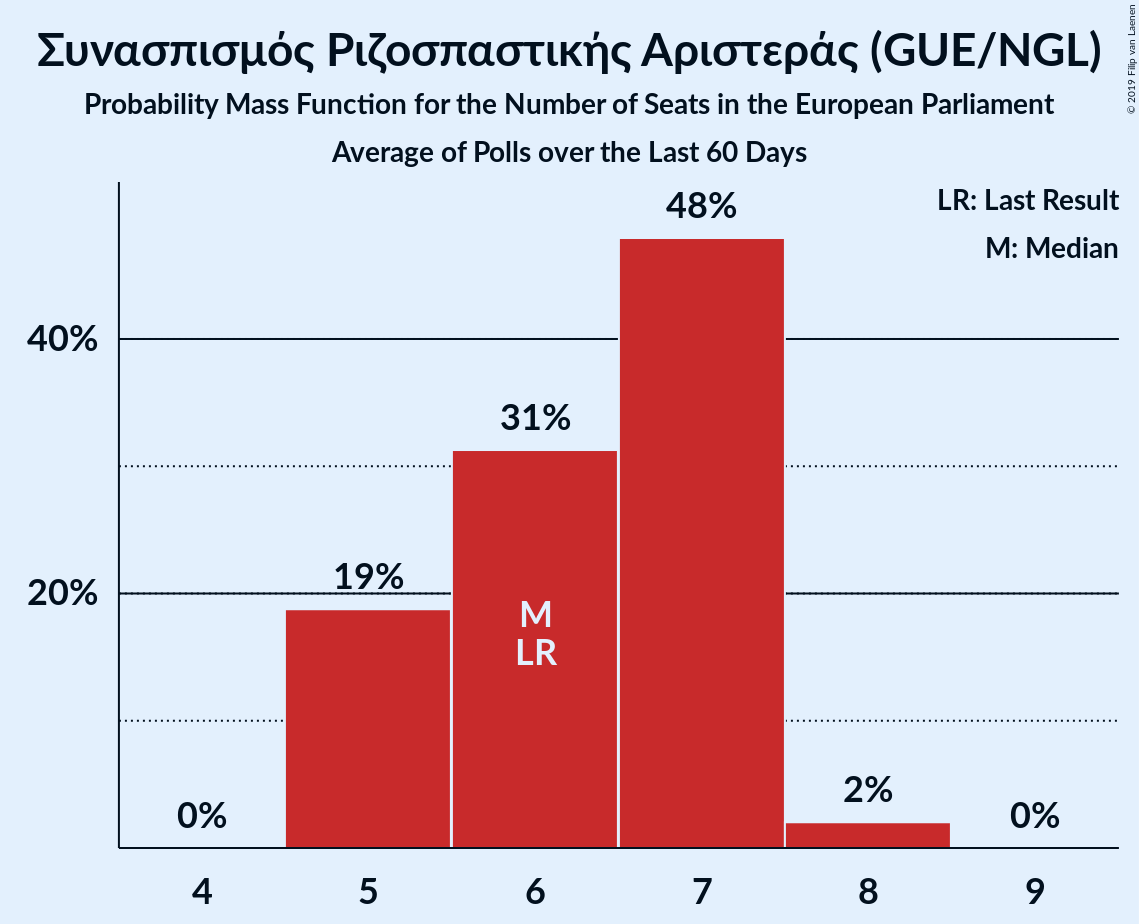 Συνασπισμός Ριζοσπαστικής Αριστεράς (GUE/NGL)
Probability Mass Function for the Number of Seats in the European Parliament
Average of Polls over the Last 60 Days
© 2019 Filip van Laenen
LR: Last Result
M: Median
48%
40%
31%
19%
20%
M
LR
2%
0%
0%
4 5 6 7 8 9